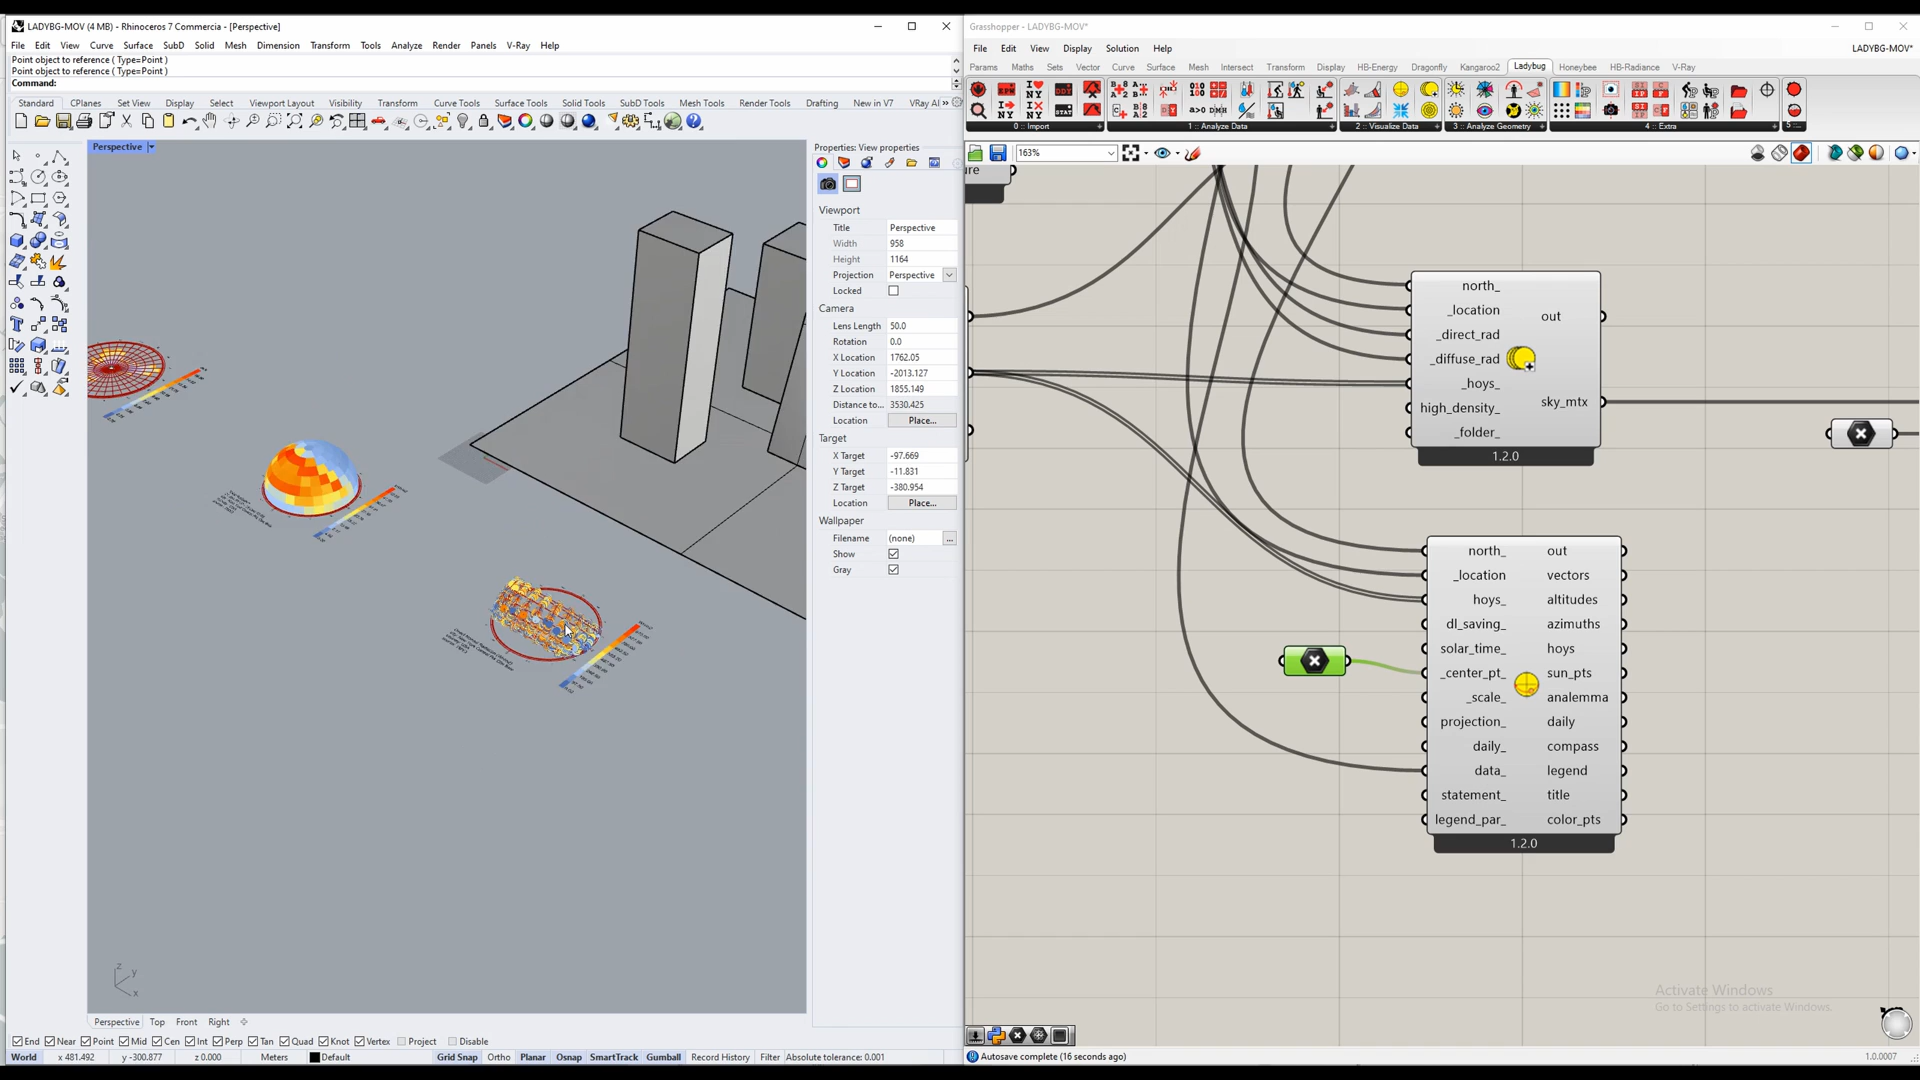 LADYBG-MOV (4 MB) - Rhinoceros 7 Commercia - [Perspective]
File Edit View Curve Surface SubD Solid Mesh Dimension Transform Tools Analyze Render Panels V-Ray Help
Point object to reference ( Type=Point )
Point object to reference ( Type=Point )
Command:
Standard CPlanes Set View Display Select Viewport Layout Visibility Transform Curve Tools Surface Tools Solid Tools SubD Tools Mesh Tools Render Tools Drafting New in V7 VRay Al »
Perspective
Properties: View properties
Viewport
Title Perspective
Width 958
Height 1164
Projection Perspective
Locked
Camera
Lens Length 50.0
Rotation 0.0
X Location 1762.05
Y Location -2013.127
Z Location 1855.149
Distance to... 3530.425
Location Place...
Target
X Target -97.669
Y Target -11.831
Z Target -380.954
Location Place...
Wallpaper
Filename (none) ...
Show
Gray
z
y
x
Perspective Top Front Right
End Near Point Mid Cen Int Perp Tan Quad Knot Vertex Project Disable
World x 481.492 y -300.877 z 0.000 Meters Default Grid Snap Ortho Planar Osnap SmartTrack Gumball Record History Filter Absolute tolerance: 0.001
Grasshopper - LADYBG-MOV*
File Edit View Display Solution Help LADYBG-MOV*
Params Maths Sets Vector Curve Surface Mesh Intersect Transform Display HB-Energy Dragonfly Kangaroo2 Ladybug Honeybee HB-Radiance V-Ray
0 :: Import 1 :: Analyze Data 2 :: Visualize Data 3 :: Analyze Geometry 4 :: Extra 5 ::
163%
ure
north_
_location
_direct_rad
_diffuse_rad
_hoys_
high_density_
_folder_
out
sky_mtx
1.2.0
north_
_location
hoys_
dl_saving_
solar_time_
_center_pt_
_scale_
projection_
daily_
data_
statement_
legend_par_
out
vectors
altitudes
azimuths
hoys
sun_pts
analemma
daily
compass
legend
title
color_pts
1.2.0
Activate Windows
Go to Settings to activate Windows.
Autosave complete (16 seconds ago) 1.0.0007